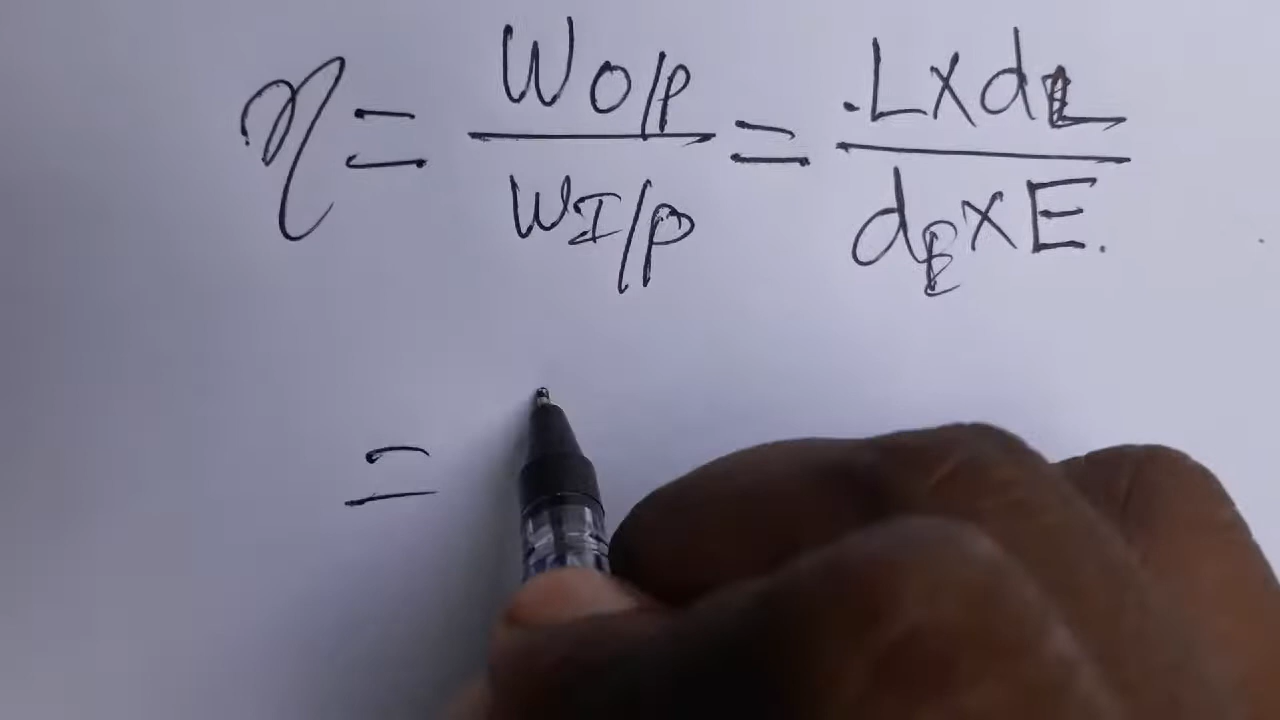 η = W O/P / W I/P = .L x dL / dE x E.
=